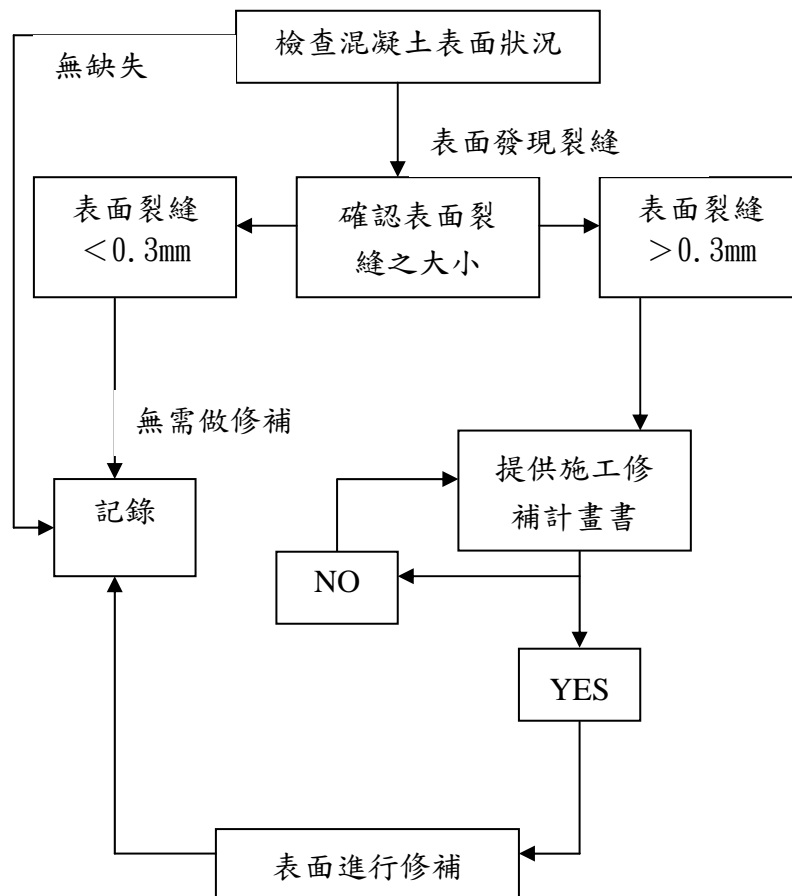 檢查混凝土表面狀況
無缺失
表面發現裂縫
表面裂縫
＜0.3mm
確認表面裂
縫之大小
表面裂縫
＞0.3mm
無需做修補
記錄
提供施工修
補計畫書
NO
YES
表面進行修補